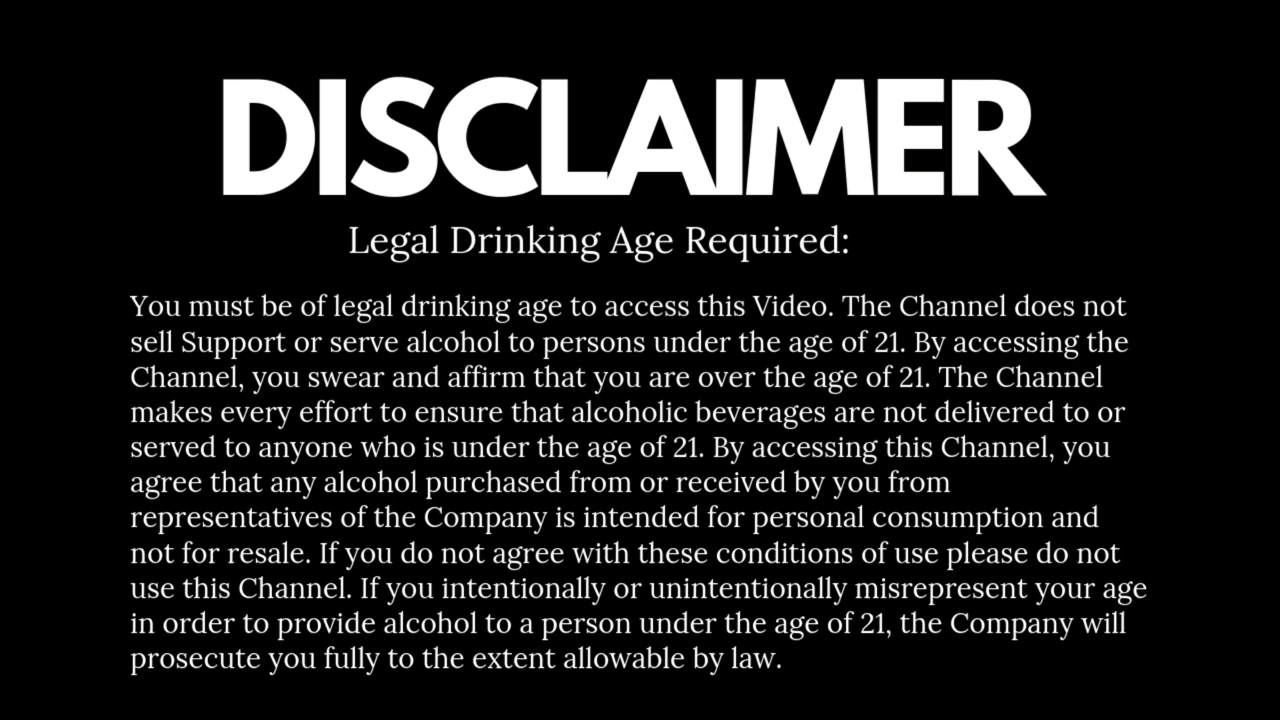 DISCLAIMER
Legal Drinking Age Required:
You must be of legal drinking age to access this Video. The Channel does not
sell Support or serve alcohol to persons under the age of 21. By accessing the
Channel, you swear and affirm that you are over the age of 21. The Channel
makes every effort to ensure that alcoholic beverages are not delivered to or
served to anyone who is under the age of 21. By accessing this Channel, you
agree that any alcohol purchased from or received by you from
representatives of the Company is intended for personal consumption and
not for resale. If you do not agree with these conditions of use please do not
use this Channel. If you intentionally or unintentionally misrepresent your age
in order to provide alcohol to a person under the age of 21, the Company will
prosecute you fully to the extent allowable by law.